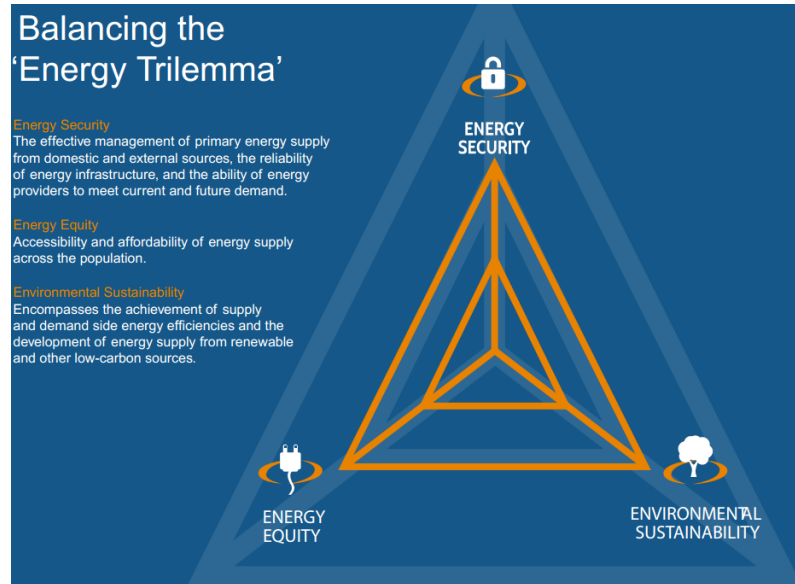 Balancing the
‘Energy Trilemma’
Energy Security
The effective management of primary energy supply
from domestic and external sources, the reliability
of energy infrastructure, and the ability of energy
providers to meet current and future demand.
Energy Equity
Accessibility and affordability of energy supply
across the population.
Environmental Sustainability
Encompasses the achievement of supply
and demand side energy efficiencies and the
development of energy supply from renewable
and other low-carbon sources.
ENERGY
SECURITY
ENERGY
EQUITY
ENVIRONMENTAL
SUSTAINABILITY